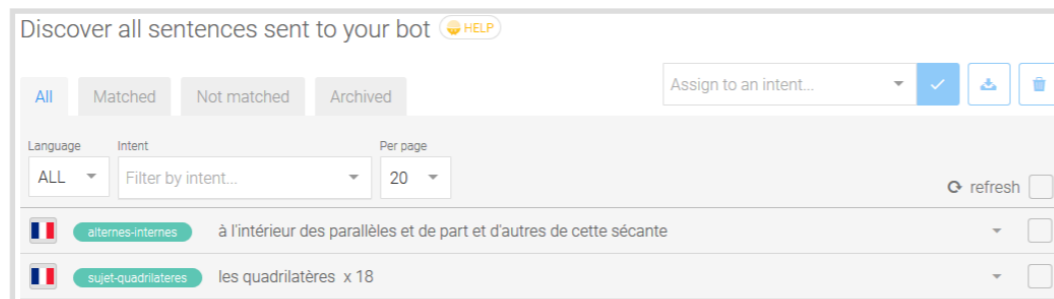 Discover all sentences sent to your bot HELP
All Matched Not matched Archived Assign to an intent...
Language Intent Per page
ALL Filter by intent... 20
refresh
alternes-internes à l'intérieur des parallèles et de part et d'autres de cette sécante
sujet-quadrilateres les quadrilatères x 18